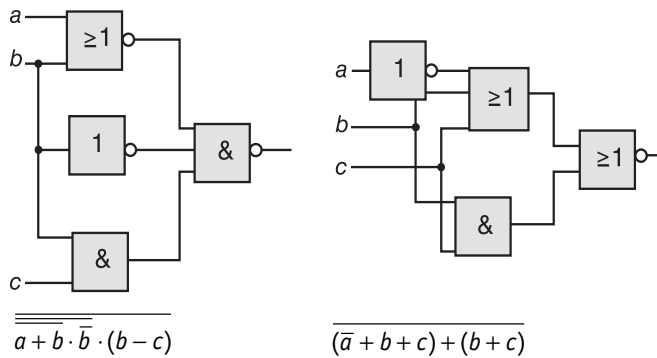 a
≥1
b
1
&
&
c
a + b · b · (b – c)
a
1
≥1
b
≥1
c
&
(a + b + c) + (b + c)